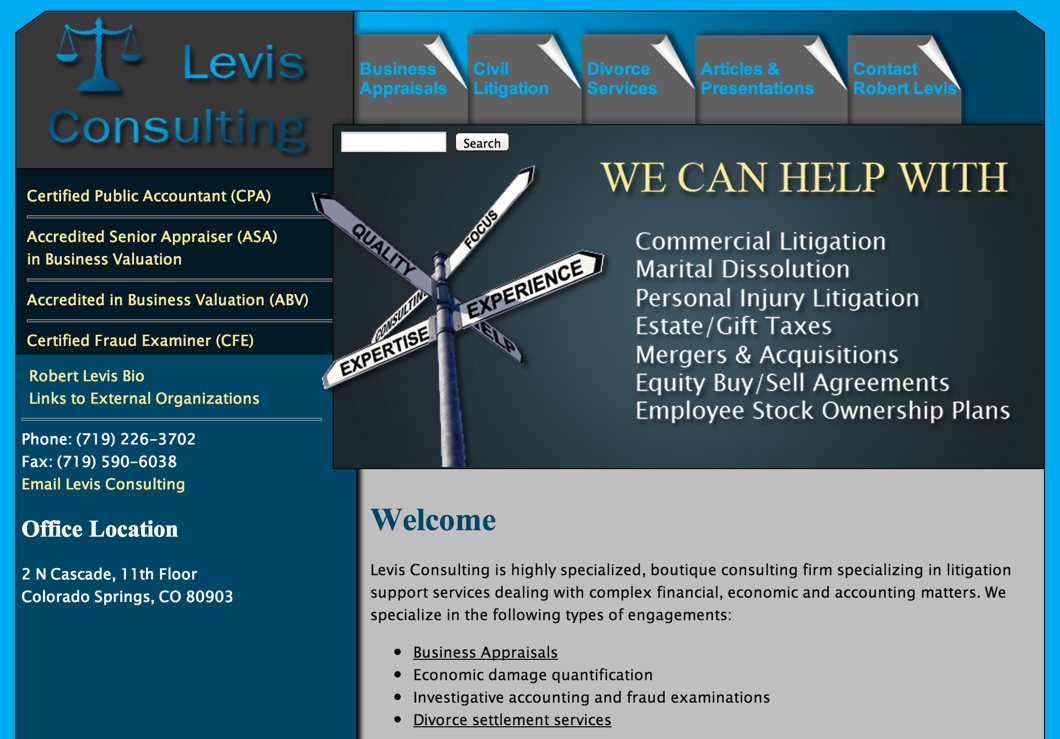 Levis
Consulting
Business
Appraisals
Civil
Litigation
Divorce
Services
Articles &
Presentations
Contact
Robert Levis
Search
Certified Public Accountant (CPA)
Accredited Senior Appraiser (ASA)
in Business Valuation
Accredited in Business Valuation (ABV)
Certified Fraud Examiner (CFE)
Robert Levis Bio
Links to External Organizations
Phone: (719) 226-3702
Fax: (719) 590-6038
Email Levis Consulting
Office Location
2 N Cascade, 11th Floor
Colorado Springs, CO 80903
QUALITY
FOCUS
CONSULTING
EXPERIENCE
EXPERTISE
HELP
WE CAN HELP WITH
Commercial Litigation
Marital Dissolution
Personal Injury Litigation
Estate/Gift Taxes
Mergers & Acquisitions
Equity Buy/Sell Agreements
Employee Stock Ownership Plans
Welcome
Levis Consulting is highly specialized, boutique consulting firm specializing in litigation
support services dealing with complex financial, economic and accounting matters. We
specialize in the following types of engagements:
• Business Appraisals
• Economic damage quantification
• Investigative accounting and fraud examinations
• Divorce settlement services